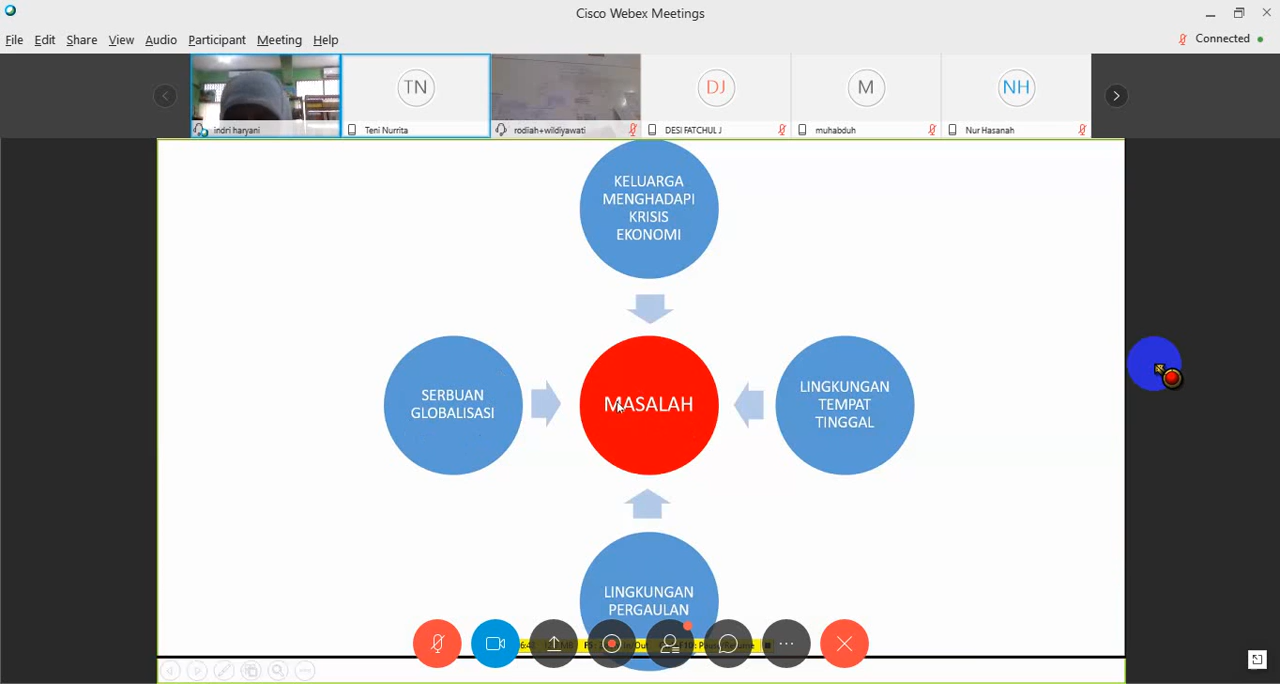 Cisco Webex Meetings
File Edit Share View Audio Participant Meeting Help
Connected
TN
DJ
M
NH
indri haryani
Teni Nurrita
rodiah+wildiyawati
DESI FATCHUL J
muhabduh
Nur Hasanah
KELUARGA
MENGHADAPI
KRISIS
EKONOMI
SERBUAN
GLOBALISASI
MASALAH
LINGKUNGAN
TEMPAT
TINGGAL
LINGKUNGAN
PERGAULAN